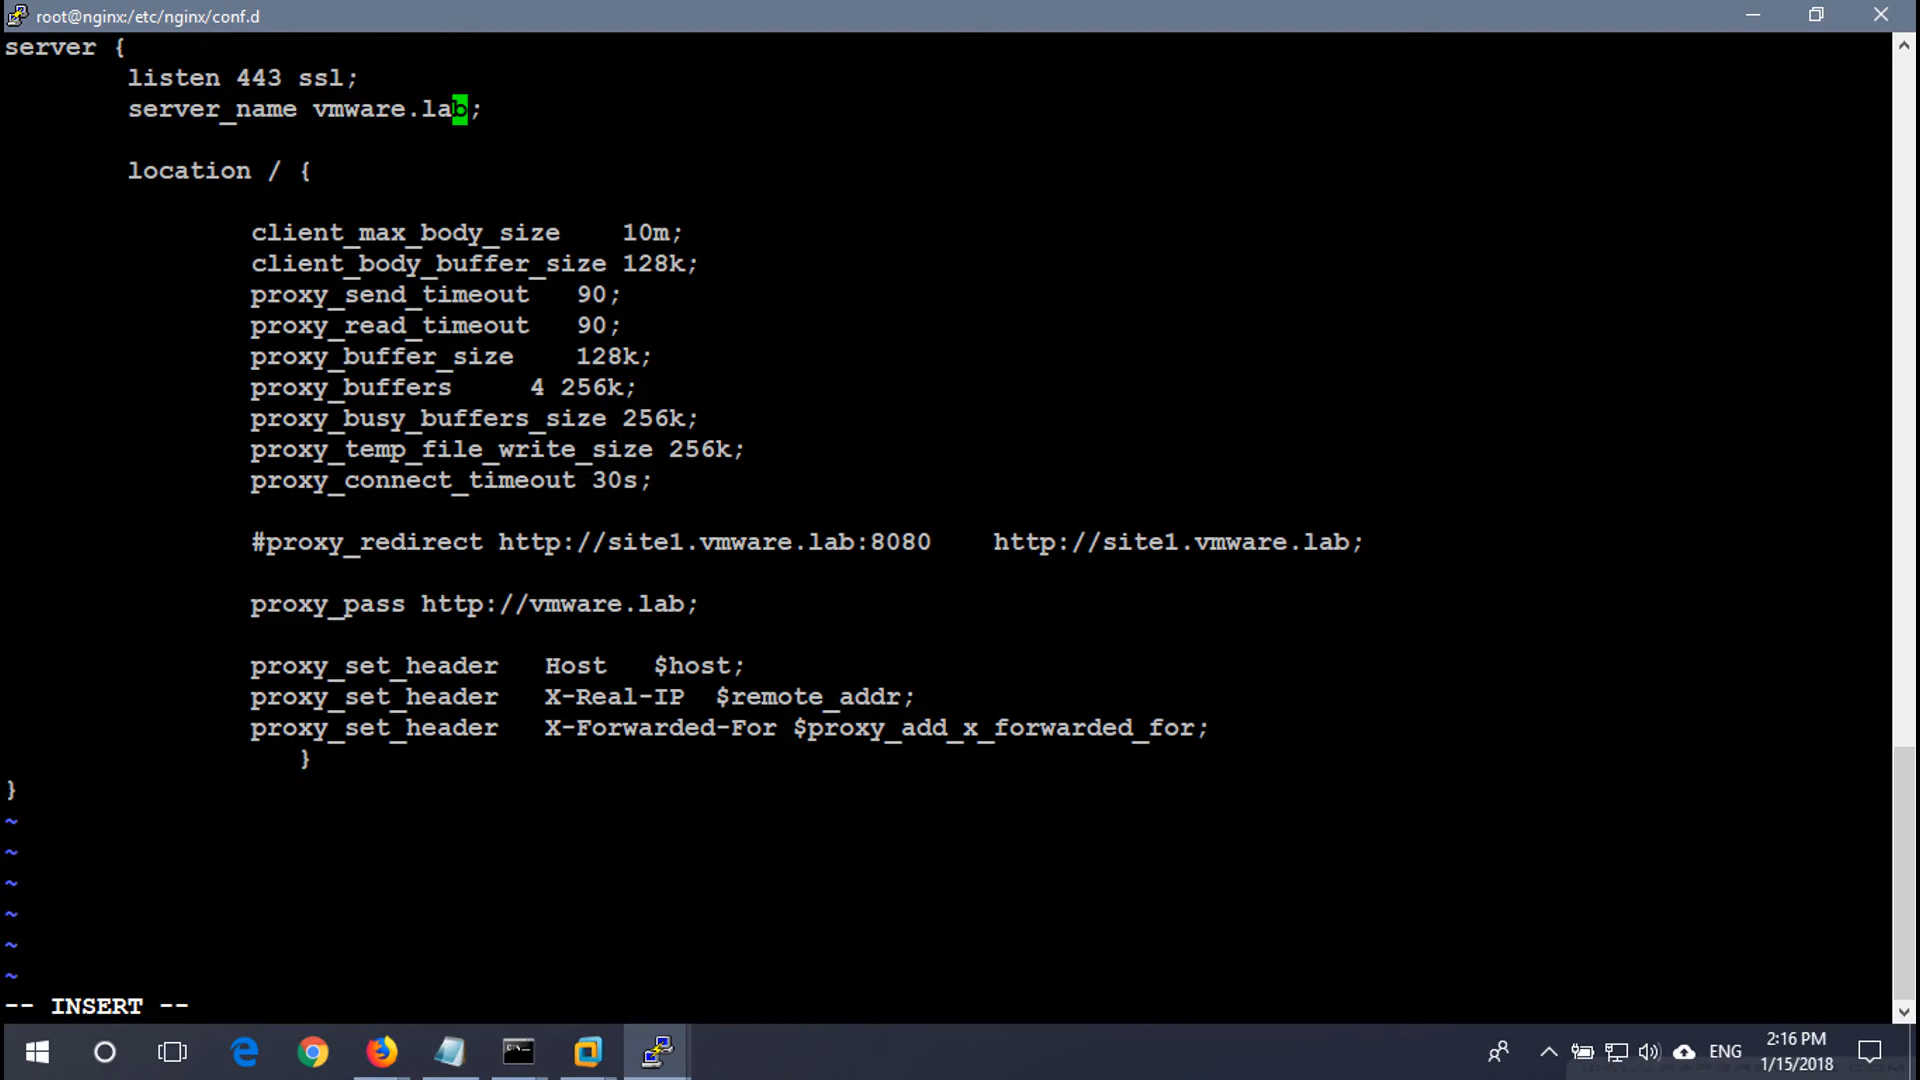 root@nginx:/etc/nginx/conf.d
server {
listen 443 ssl;
server_name vmware.lab;
location / {
client_max_body_size 10m;
client_body_buffer_size 128k;
proxy_send_timeout 90;
proxy_read_timeout 90;
proxy_buffer_size 128k;
proxy_buffers 4 256k;
proxy_busy_buffers_size 256k;
proxy_temp_file_write_size 256k;
proxy_connect_timeout 30s;
#proxy_redirect http://site1.vmware.lab:8080 http://site1.vmware.lab;
proxy_pass http://vmware.lab;
proxy_set_header Host $host;
proxy_set_header X-Real-IP $remote_addr;
proxy_set_header X-Forwarded-For $proxy_add_x_forwarded_for;
}
}
~
~
~
~
~
~
-- INSERT --
ENG
2:16 PM
1/15/2018